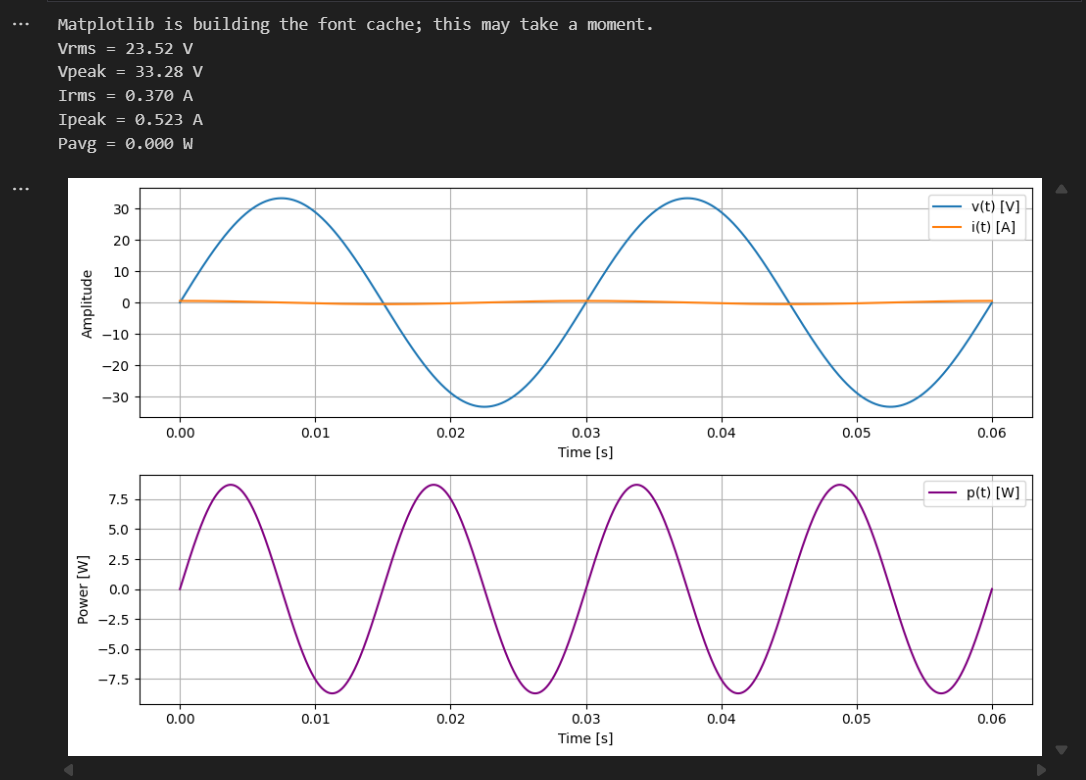 ...
Matplotlib is building the font cache; this may take a moment.
Vrms = 23.52 V
Vpeak = 33.28 V
Irms = 0.370 A
Ipeak = 0.523 A
Pavg = 0.000 W
...
v(t) [V]
i(t) [A]
30
20
10
0
−10
−20
−30
Amplitude
0.00 0.01 0.02 0.03 0.04 0.05 0.06
Time [s]
p(t) [W]
7.5
5.0
2.5
0.0
−2.5
−5.0
−7.5
Power [W]
0.00 0.01 0.02 0.03 0.04 0.05 0.06
Time [s]